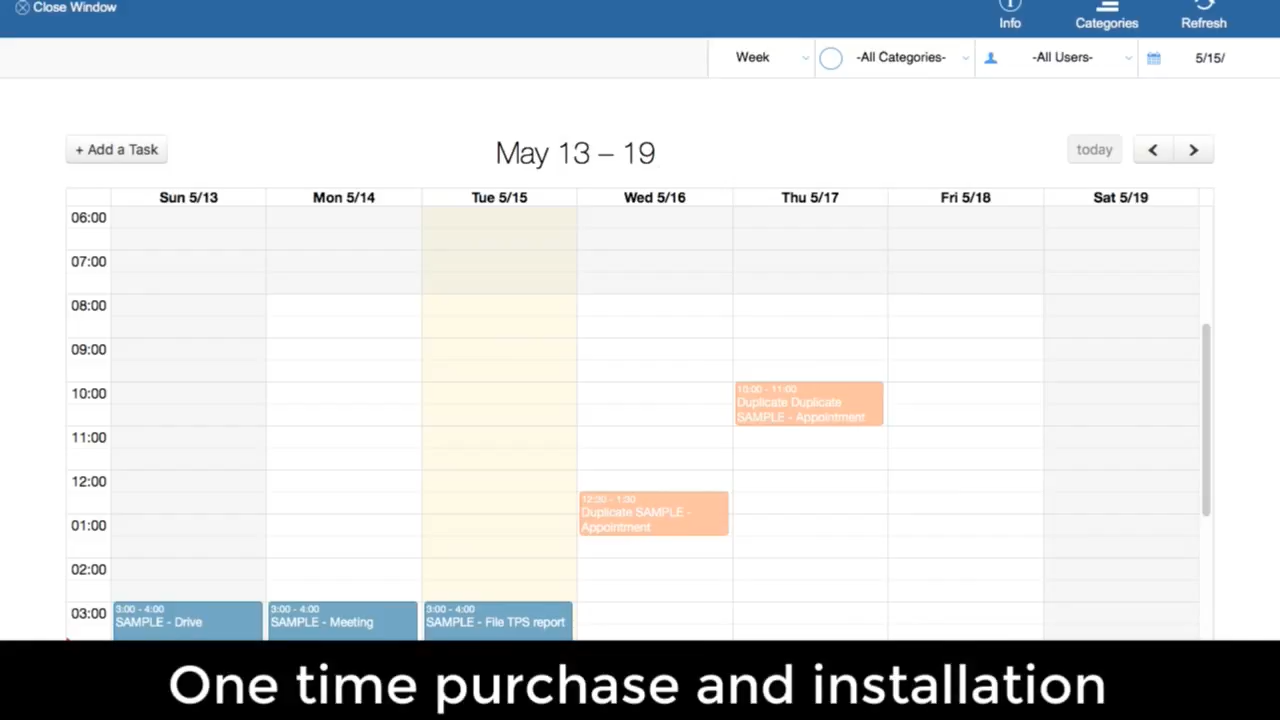 Close Window
Info
Categories
Refresh
Week
-All Categories-
-All Users-
5/15/
+ Add a Task
May 13 – 19
today
Sun 5/13
Mon 5/14
Tue 5/15
Wed 5/16
Thu 5/17
Fri 5/18
Sat 5/19
06:00
07:00
08:00
09:00
10:00
10:00 - 11:00
Duplicate Duplicate
SAMPLE - Appointment
11:00
12:00
12:30 - 1:30
Duplicate SAMPLE -
Appointment
01:00
02:00
03:00
3:00 - 4:00
SAMPLE - Drive
3:00 - 4:00
SAMPLE - Meeting
3:00 - 4:00
SAMPLE - File TPS report
One time purchase and installation